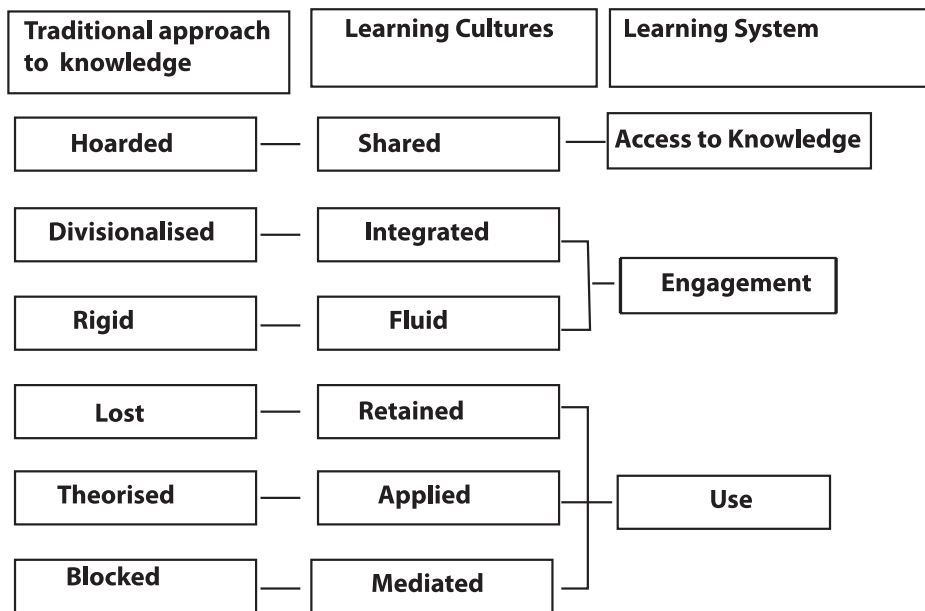 Traditional approach
to knowledge
Learning Cultures
Learning System
Hoarded
Shared
Access to Knowledge
Divisionalised
Integrated
Engagement
Rigid
Fluid
Lost
Retained
Theorised
Applied
Use
Blocked
Mediated